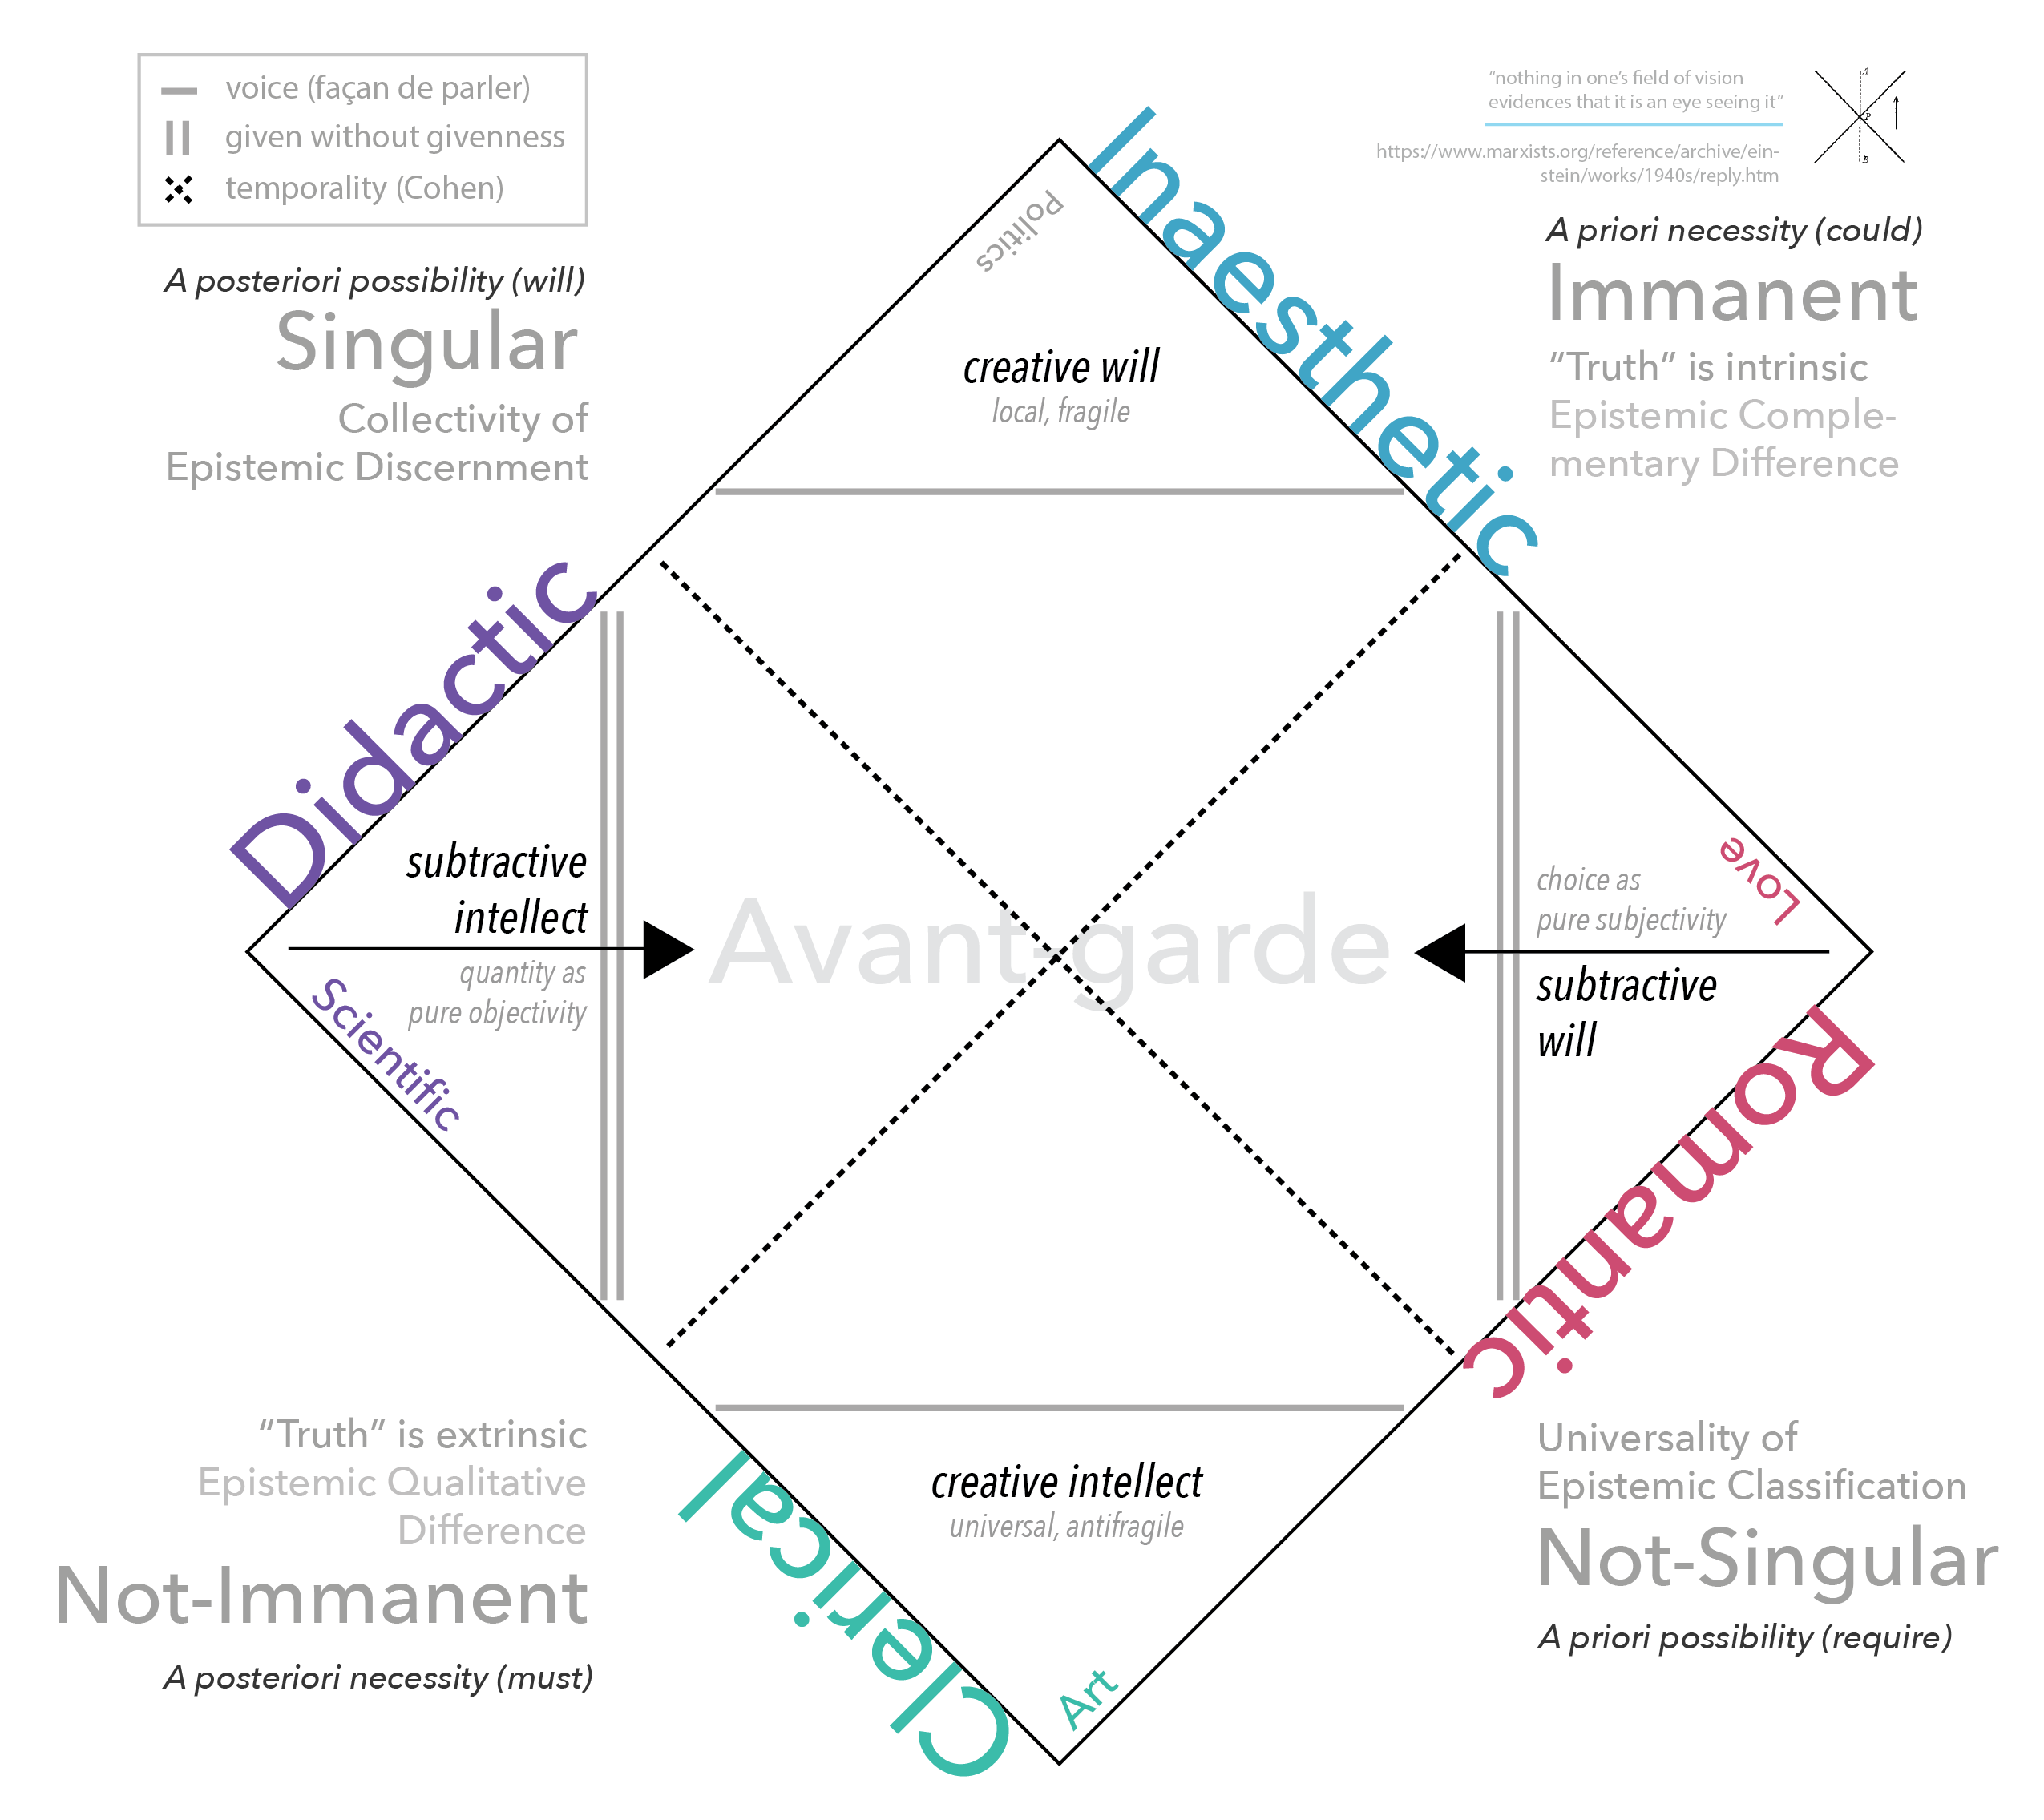 voice (façan de parler)
given without givenness
temporality (Cohen)
“nothing in one’s field of vision
evidences that it is an eye seeing it”
https://www.marxists.org/reference/archive/ein-
stein/works/1940s/reply.htm
A
P
B
A posteriori possibility (will)
Singular
Collectivity of
Epistemic Discernment
A priori necessity (could)
Immanent
“Truth” is intrinsic
Epistemic Comple-
mentary Difference
Inaesthetic
Politics
creative will
local, fragile
Didactic
subtractive
intellect
quantity as
pure objectivity
Scientific
Avant-garde
Love
choice as
pure subjectivity
subtractive
will
Romantic
“Truth” is extrinsic
Epistemic Qualitative
Difference
Not-Immanent
A posteriori necessity (must)
Clerical
creative intellect
universal, antifragile
Art
Universality of
Epistemic Classification
Not-Singular
A priori possibility (require)